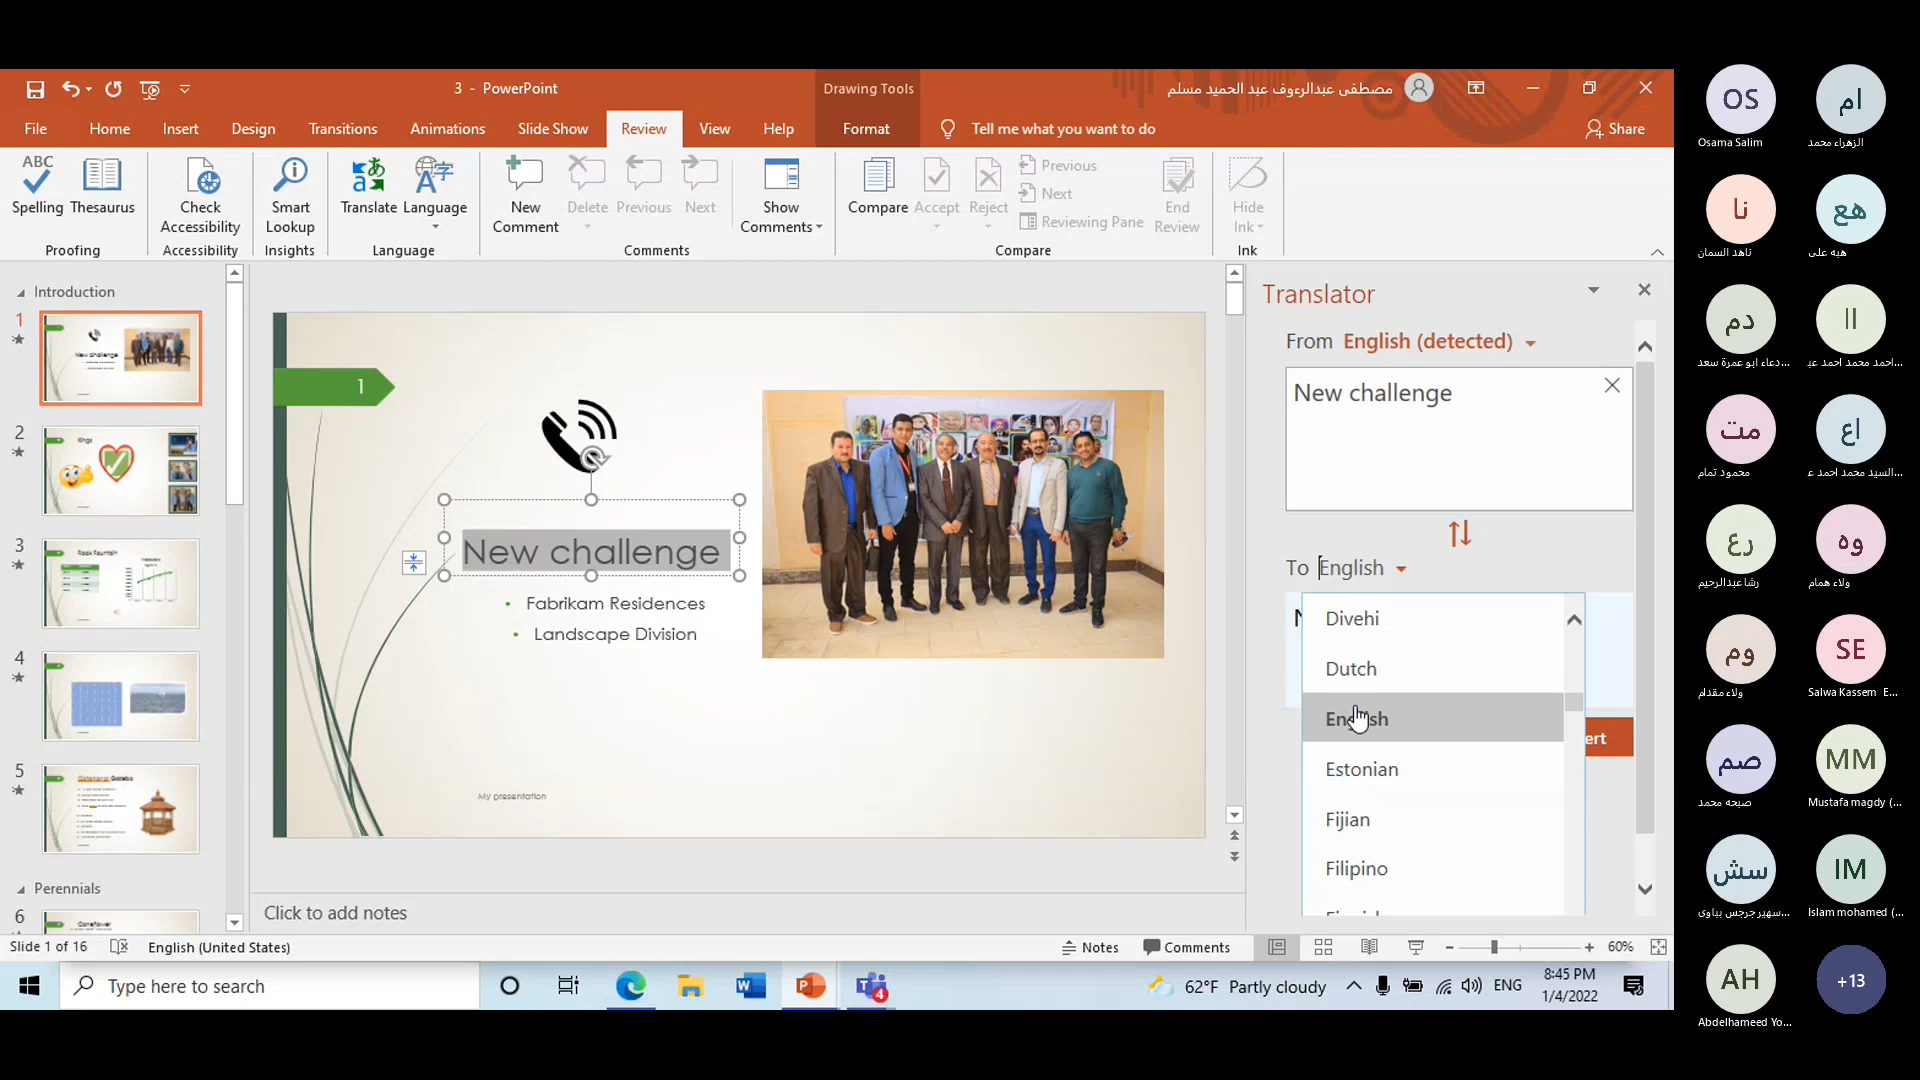 3 - PowerPoint
Drawing Tools
مصطفى عبدالرءوف عبد الحميد مسلم
File Home Insert Design Transitions Animations Slide Show Review View Help Format Tell me what you want to do Share
ABC
Spelling Thesaurus Check Accessibility Smart Lookup Translate Language New Comment Delete Previous Next Show Comments Compare Accept Reject Previous Next Reviewing Pane End Review Hide Ink
Proofing Accessibility Insights Language Comments Compare Ink
Introduction
1
2
3
4
5
Perennials
6
1
New challenge
• Fabrikam Residences
• Landscape Division
My presentation
Click to add notes
Translator
From English (detected)
New challenge
To English
Divehi
Dutch
English
Estonian
Fijian
Filipino
Slide 1 of 16 English (United States) Notes Comments 60%
Type here to search
4
62°F Partly cloudy ENG
8:45 PM
1/4/2022
OS
Osama Salim
ام
الزهراء محمد
نا
ناهد السمان
هع
هبه على
دم
دعاء ابو عمرة سعد...
اا
احمد محمد احمد عبد...
مت
محمود تمام
اع
السيد محمد احمد ع...
رع
رشا عبدالرحيم
وه
ولاء همام
وم
ولاء مقدام
SE
Salwa Kassem E...
صم
صبحه محمد
MM
Mustafa magdy (...
سش
سهير جرجس بباوى...
IM
Islam mohamed (...
AH
Abdelhameed Yo...
+13